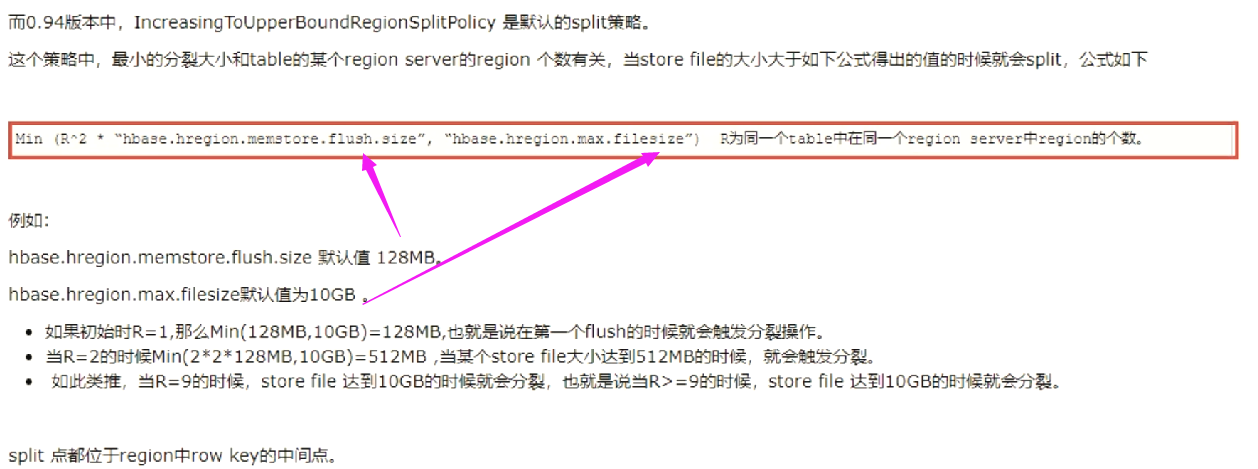 而0.94版本中，IncreasingToUpperBoundRegionSplitPolicy 是默认的split策略。
这个策略中，最小的分裂大小和table的某个region server的region 个数有关，当store file的大小大于如下公式得出的值的时候就会split，公式如下
Min (R^2 * “hbase.hregion.memstore.flush.size”, “hbase.hregion.max.filesize”) R为同一个table中在同一个region server中region的个数。
例如：
hbase.hregion.memstore.flush.size 默认值 128MB。
hbase.hregion.max.filesize默认值为10GB 。
• 如果初始时R=1,那么Min(128MB,10GB)=128MB,也就是说在第一个flush的时候就会触发分裂操作。
• 当R=2的时候Min(2*2*128MB,10GB)=512MB ,当某个store file大小达到512MB的时候，就会触发分裂。
• 如此类推，当R=9的时候，store file 达到10GB的时候就会分裂，也就是说当R>=9的时候，store file 达到10GB的时候就会分裂。
split 点都位于region中row key的中间点。